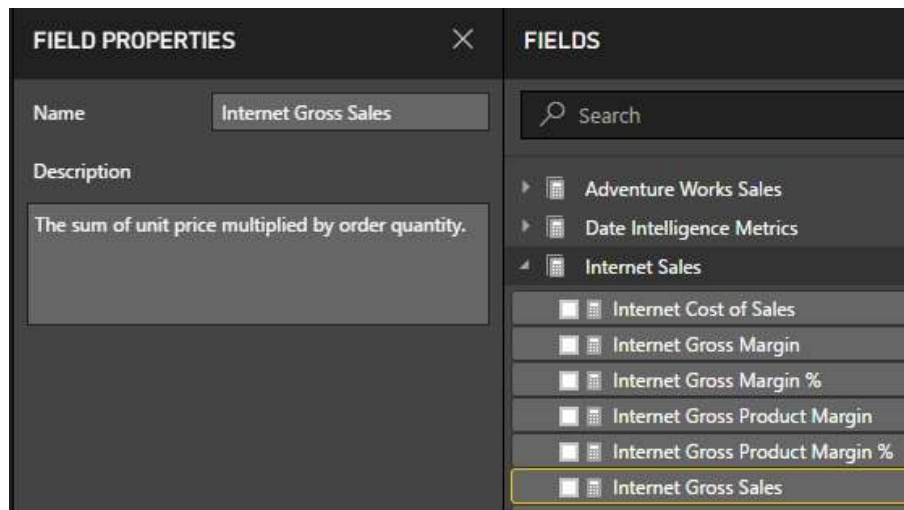 FIELD PROPERTIES
Name
Internet Gross Sales
Description
The sum of unit price multiplied by order quantity.
FIELDS
Search
Adventure Works Sales
Date Intelligence Metrics
Internet Sales
Internet Cost of Sales
Internet Gross Margin
Internet Gross Margin %
Internet Gross Product Margin
Internet Gross Product Margin %
Internet Gross Sales